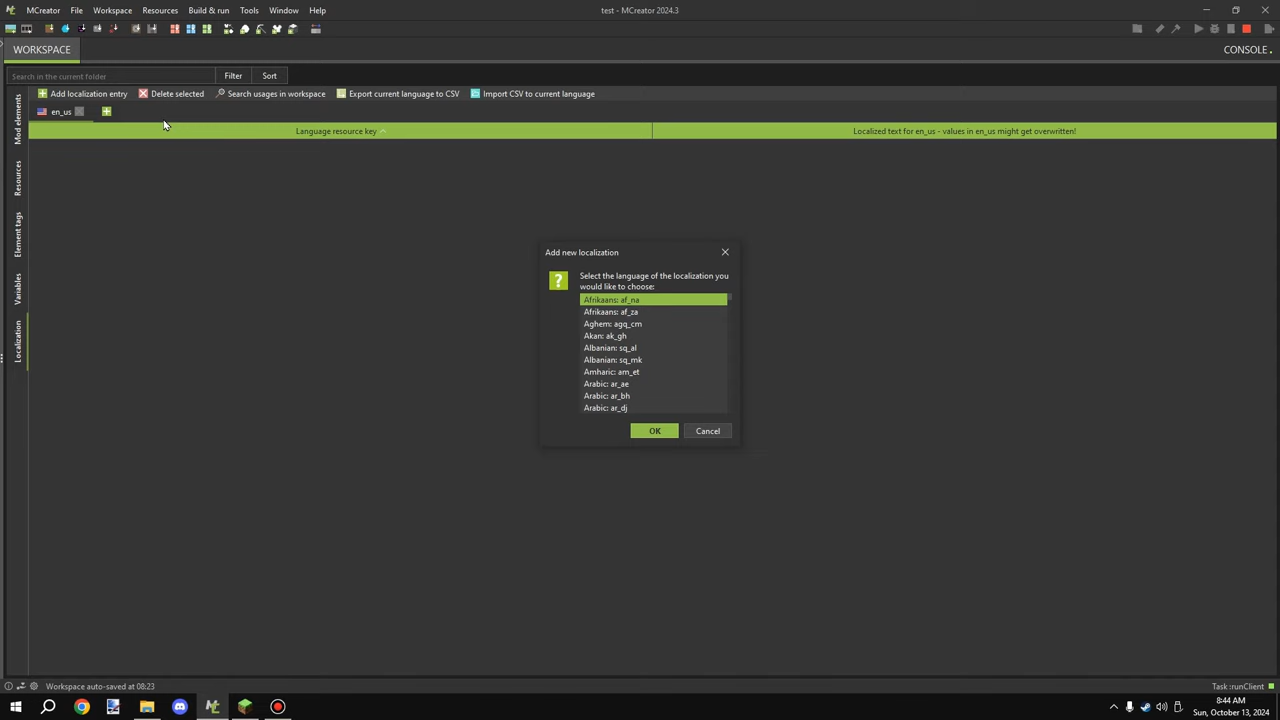 MCreator File Workspace Resources Build & run Tools Window Help
test - MCreator 2024.3
WORKSPACE
CONSOLE
Search in the current folder
Filter
Sort
Add localization entry
Delete selected
Search usages in workspace
Export current language to CSV
Import CSV to current language
en_us
Language resource key
Localized text for en_us - values in en_us might get overwritten!
Mod elements
Resources
Element tags
Variables
Localization
Add new localization
Select the language of the localization you
would like to choose:
Afrikaans: af_na
Afrikaans: af_za
Aghem: agq_cm
Akan: ak_gh
Albanian: sq_al
Albanian: sq_mk
Amharic: am_et
Arabic: ar_ae
Arabic: ar_bh
Arabic: ar_dj
OK
Cancel
Workspace auto-saved at 08:23
Task :runClient
8:44 AM
Sun, October 13, 2024